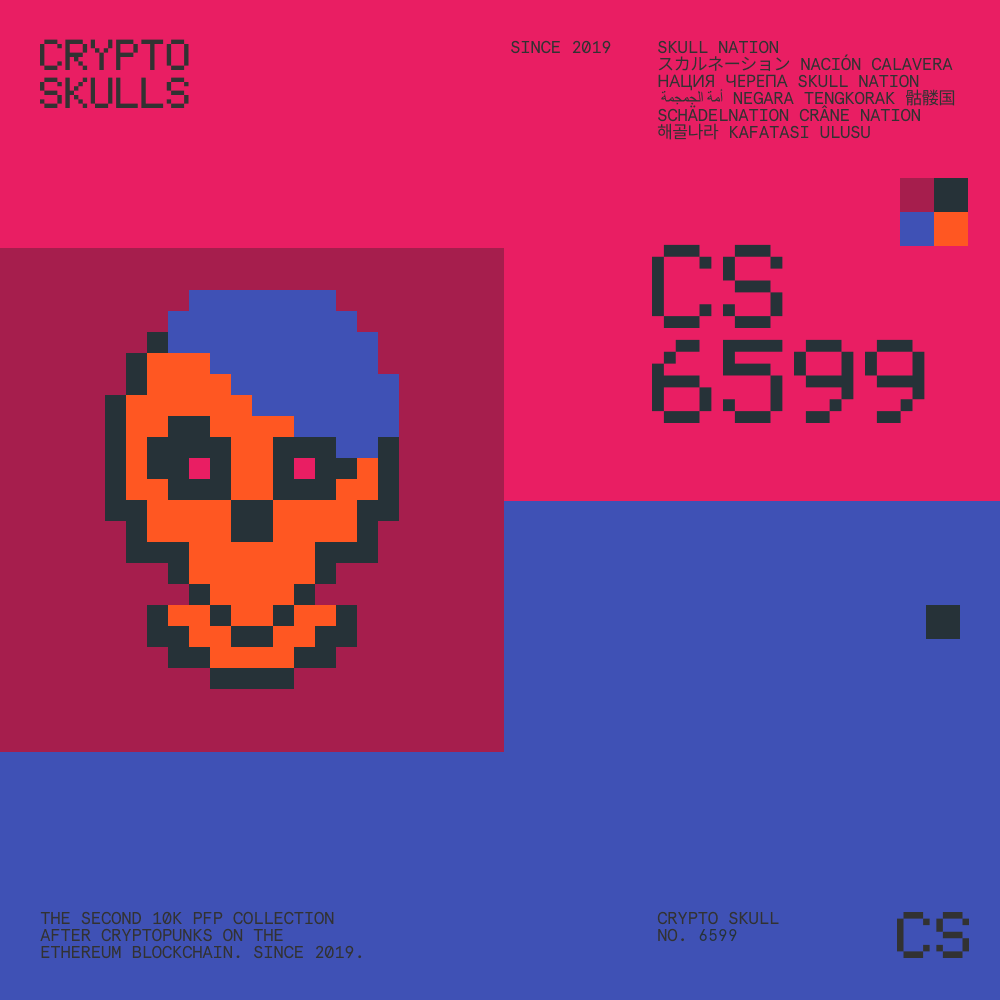 CRYPTO
SKULLS
SINCE 2019
SKULL NATION
スカルネーション NACIÓN CALAVERA
НАЦИЯ ЧЕРЕПА SKULL NATION
أمة الجمجمة NEGARA TENGKORAK 骷髅国
SCHÄDELNATION CRÂNE NATION
해골나라 KAFATASI ULUSU
CS
6599
THE SECOND 10K PFP COLLECTION
AFTER CRYPTOPUNKS ON THE
ETHEREUM BLOCKCHAIN. SINCE 2019.
CRYPTO SKULL
NO. 6599
CS